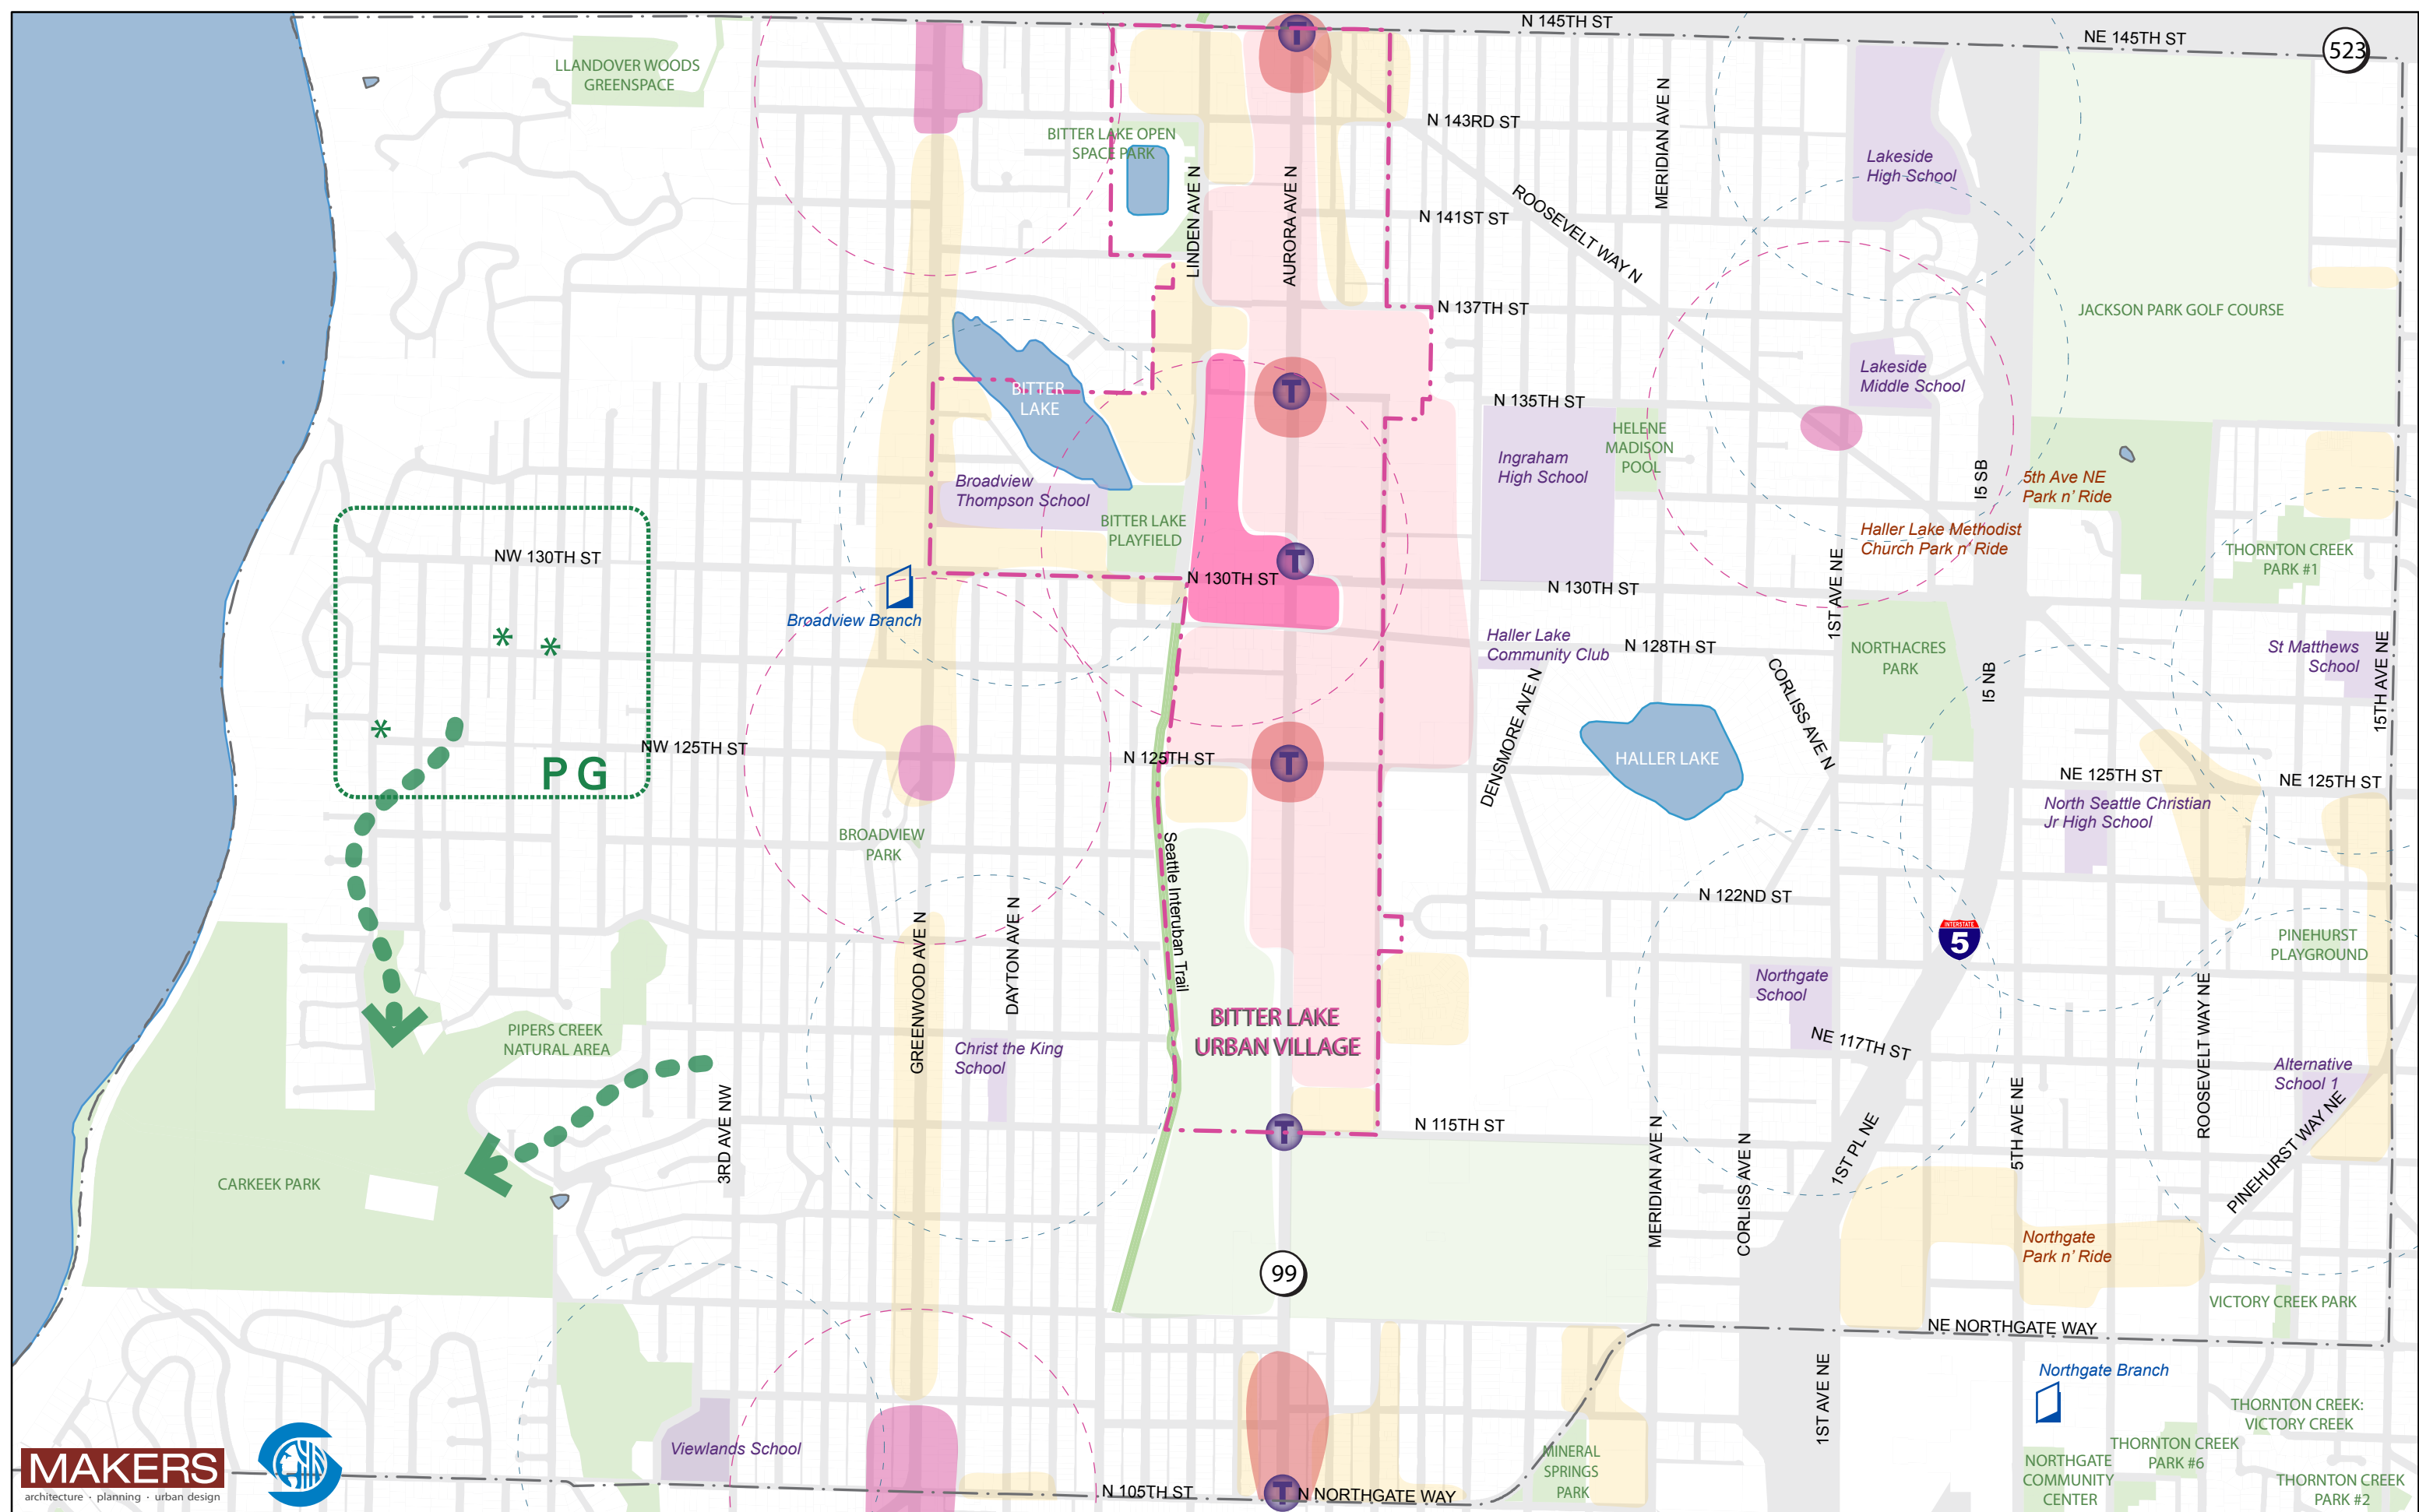 N 145TH ST
NE 145TH ST
523
T
LLANDOVER WOODS
GREENSPACE
BITTER LAKE OPEN
SPACE PARK
N 143RD ST
MERIDIAN AVE N
Lakeside
High School
LINDEN AVE N
AURORA AVE N
N 141ST ST
ROOSEVELT WAY N
N 137TH ST
JACKSON PARK GOLF COURSE
Lakeside
Middle School
T
BITTER
LAKE
N 135TH ST
HELENE
MADISON
POOL
Ingraham
High School
Broadview
Thompson School
BITTER LAKE
PLAYFIELD
I5 SB
5th Ave NE
Park n' Ride
Haller Lake Methodist
Church Park n' Ride
THORNTON CREEK
PARK #1
NW 130TH ST
T
N 130TH ST
N 130TH ST
1ST AVE NE
Broadview Branch
* *
*
Haller Lake
Community Club
N 128TH ST
NORTHACRES
PARK
St Matthews
School
15TH AVE NE
I5 NB
CORLISS AVE N
DENSMORE AVE N
NW 125TH ST
N 125TH ST
T
HALLER LAKE
P G
NE 125TH ST
NE 125TH ST
North Seattle Christian
Jr High School
BROADVIEW
PARK
Seattle Interuban Trail
N 122ND ST
INTERSTATE
5
PINEHURST
PLAYGROUND
GREENWOOD AVE N
DAYTON AVE N
Northgate
School
ROOSEVELT WAY NE
BITTER LAKE
URBAN VILLAGE
PIPERS CREEK
NATURAL AREA
Christ the King
School
NE 117TH ST
Alternative
School 1
3RD AVE NW
T
N 115TH ST
MERIDIAN AVE N
CORLISS AVE N
1ST PL NE
5TH AVE NE
PINEHURST WAY NE
CARKEEK PARK
Northgate
Park n' Ride
99
VICTORY CREEK PARK
NE NORTHGATE WAY
1ST AVE NE
Northgate Branch
THORNTON CREEK:
VICTORY CREEK
Viewlands School
MINERAL
SPRINGS
PARK
THORNTON CREEK
PARK #6
NORTHGATE
COMMUNITY
CENTER
THORNTON CREEK
PARK #2
N 105TH ST
T
N NORTHGATE WAY
MAKERS
architecture · planning · urban design